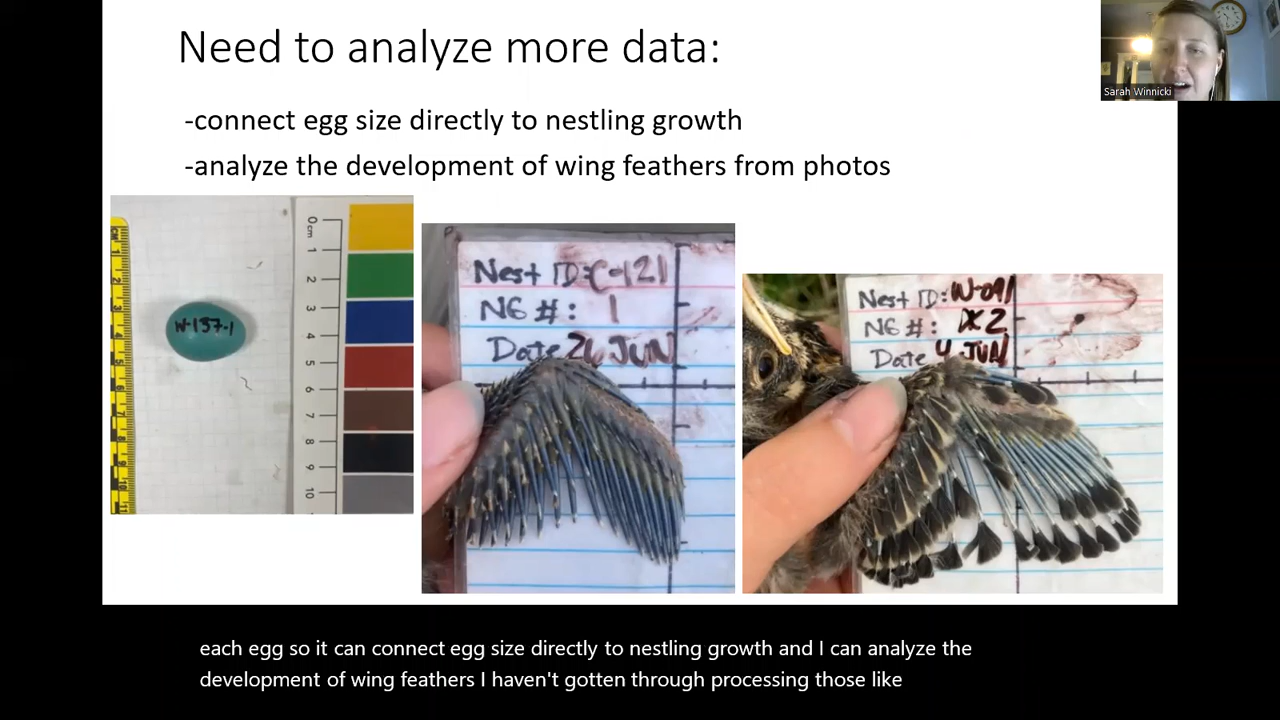 Need to analyze more data:
Sarah Winnicki
-connect egg size directly to nestling growth
-analyze the development of wing feathers from photos
W-157-1
0 cm
1
2
3
4
5
6
7
8
9
10
Nest ID: C-121
NG #: 1
Date 26 JUN
Nest ID: W-091
NG #: 2
Date 4 JUN
each egg so it can connect egg size directly to nestling growth and I can analyze the
development of wing feathers I haven't gotten through processing those like